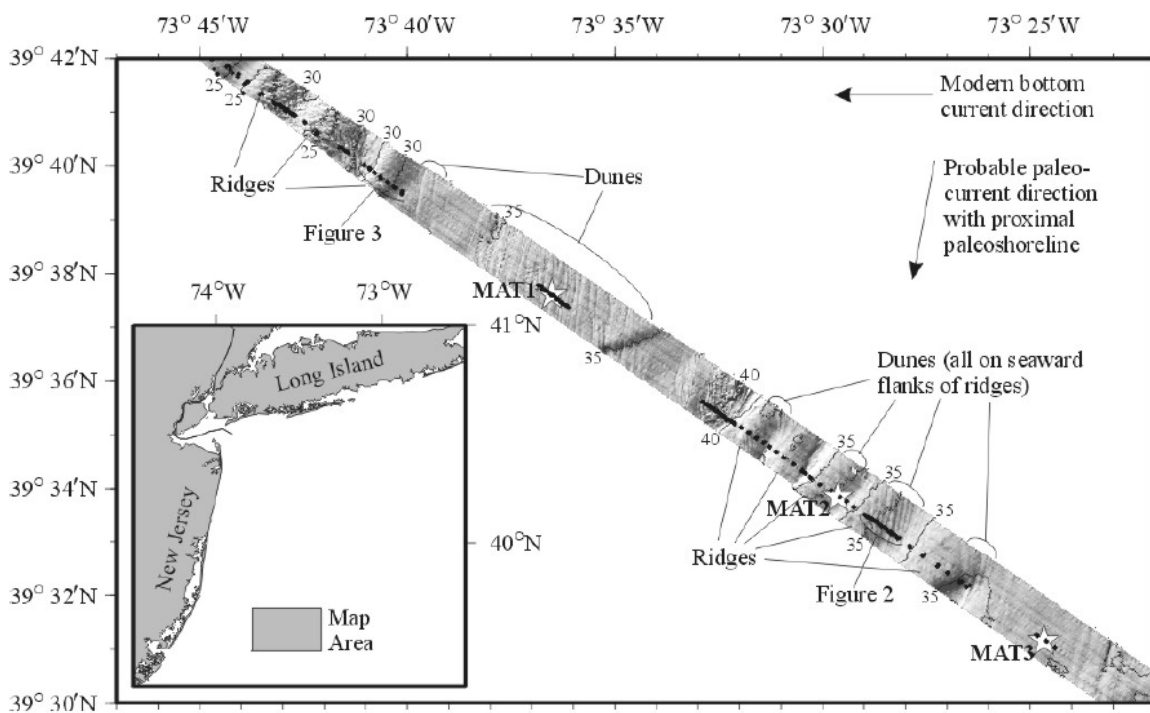 73° 45′W 73° 40′W 73° 35′W 73° 30′W 73° 25′W
39° 42′N
39° 40′N
39° 38′N
39° 36′N
39° 34′N
39° 32′N
39° 30′N
Modern bottom
current direction
Probable paleo-
current direction
with proximal
paleoshoreline
25
25
30
25
30
30
30
Ridges
Figure 3
Dunes
35
MAT1
35
40
40
Dunes (all on seaward
flanks of ridges)
35
35
35
MAT2
35
Ridges
Figure 2
35
MAT3
74°W 73°W
41°N
40°N
Long Island
New Jersey
Map
Area